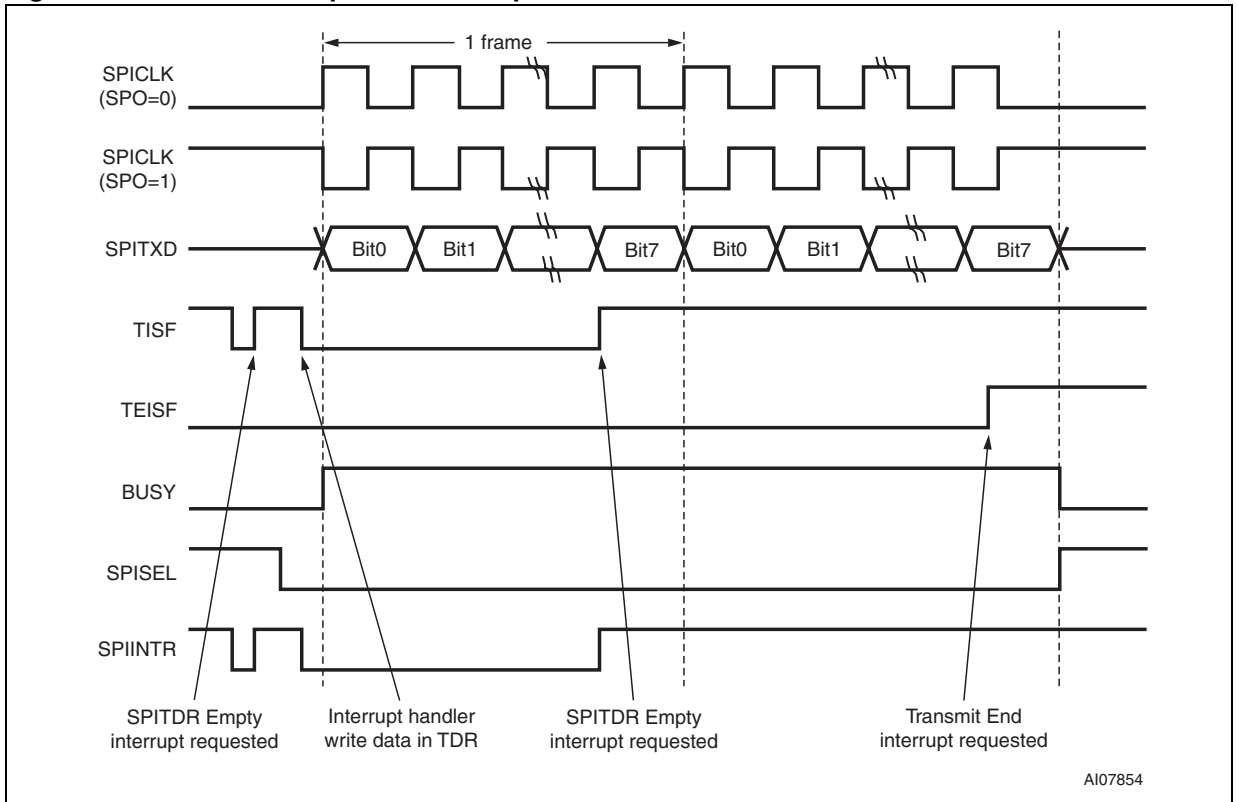 1 frame
SPICLK
(SPO=0)
SPICLK
(SPO=1)
SPITXD
Bit0
Bit1
Bit7
Bit0
Bit1
Bit7
TISF
TEISF
BUSY
SPISEL
SPIINTR
SPITDR Empty
interrupt requested
Interrupt handler
write data in TDR
SPITDR Empty
interrupt requested
Transmit End
interrupt requested
AI07854